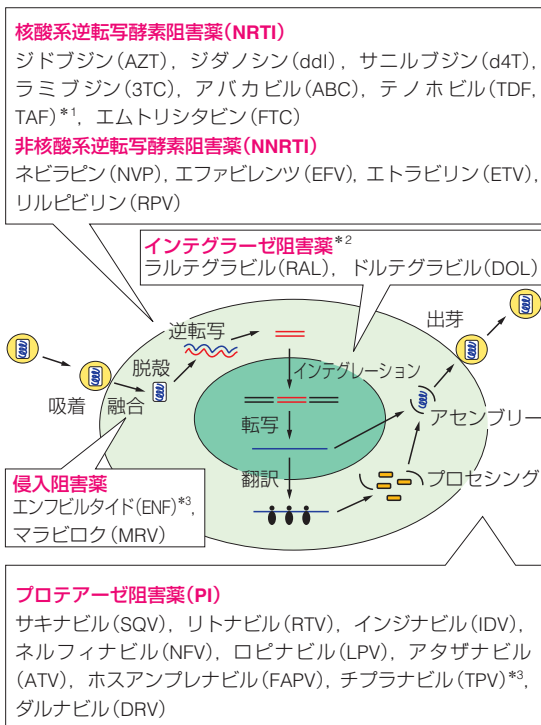 核酸系逆転写酵素阻害薬(NRTI)
ジドブジン(AZT)，ジダノシン(ddI)，サニルブジン(d4T)，
ラミブジン(3TC)，アバカビル(ABC)，テノホビル(TDF,
TAF)*1，エムトリシタビン(FTC)
非核酸系逆転写酵素阻害薬(NNRTI)
ネビラピン(NVP)，エファビレンツ(EFV)，エトラビリン(ETV)，
リルピビリン(RPV)
インテグラーゼ阻害薬*2
ラルテグラビル(RAL)，ドルテグラビル(DOL)
逆転写
出芽
脱殻
インテグレーション
吸着
融合
転写
アセンブリー
翻訳
プロセシング
侵入阻害薬
エンフビルタイド(ENF)*3，
マラビロク(MRV)
プロテアーゼ阻害薬(PI)
サキナビル(SQV)，リトナビル(RTV)，インジナビル(IDV)，
ネルフィナビル(NFV)，ロピナビル(LPV)，アタザナビル
(ATV)，ホスアンプレナビル(FAPV)，チプラナビル(TPV)*3，
ダルナビル(DRV)